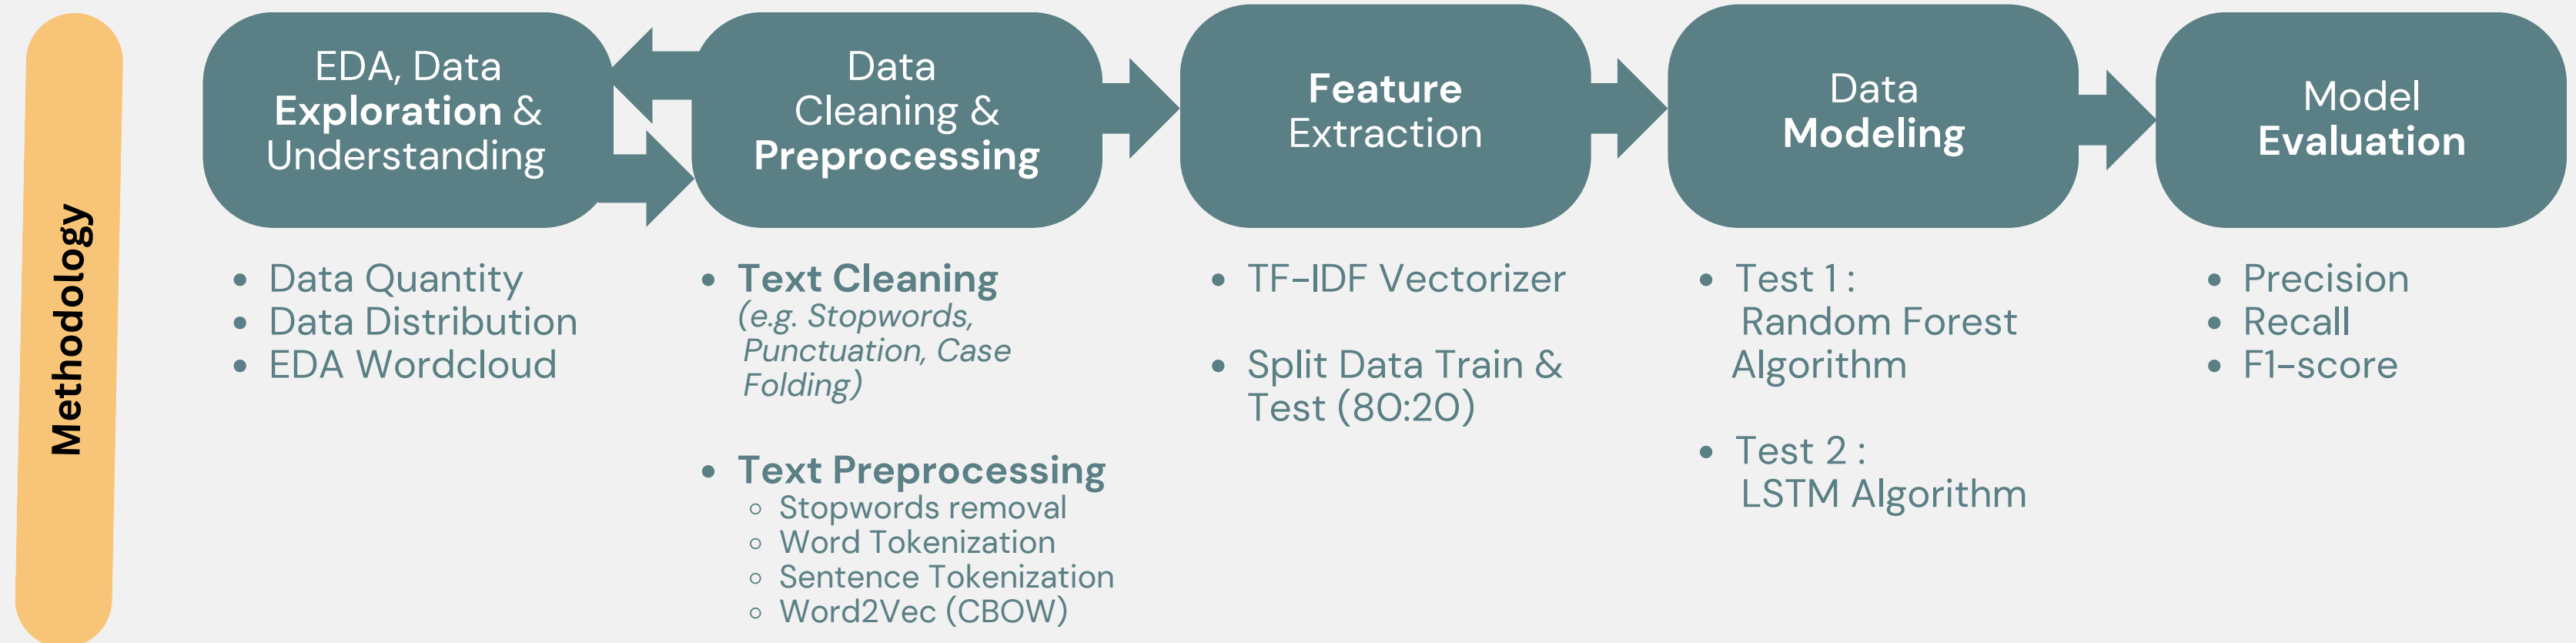 Methodology
EDA, Data
Exploration &
Understanding
Data
Cleaning &
Preprocessing
Feature
Extraction
Data
Modeling
Model
Evaluation
• Data Quantity
• Data Distribution
• EDA Wordcloud
• Text Cleaning
(e.g. Stopwords,
Punctuation, Case
Folding)
• Text Preprocessing
◦ Stopwords removal
◦ Word Tokenization
◦ Sentence Tokenization
◦ Word2Vec (CBOW)
• TF-IDF Vectorizer
• Split Data Train &
Test (80:20)
• Test 1 :
Random Forest
Algorithm
• Test 2 :
LSTM Algorithm
• Precision
• Recall
• F1-score